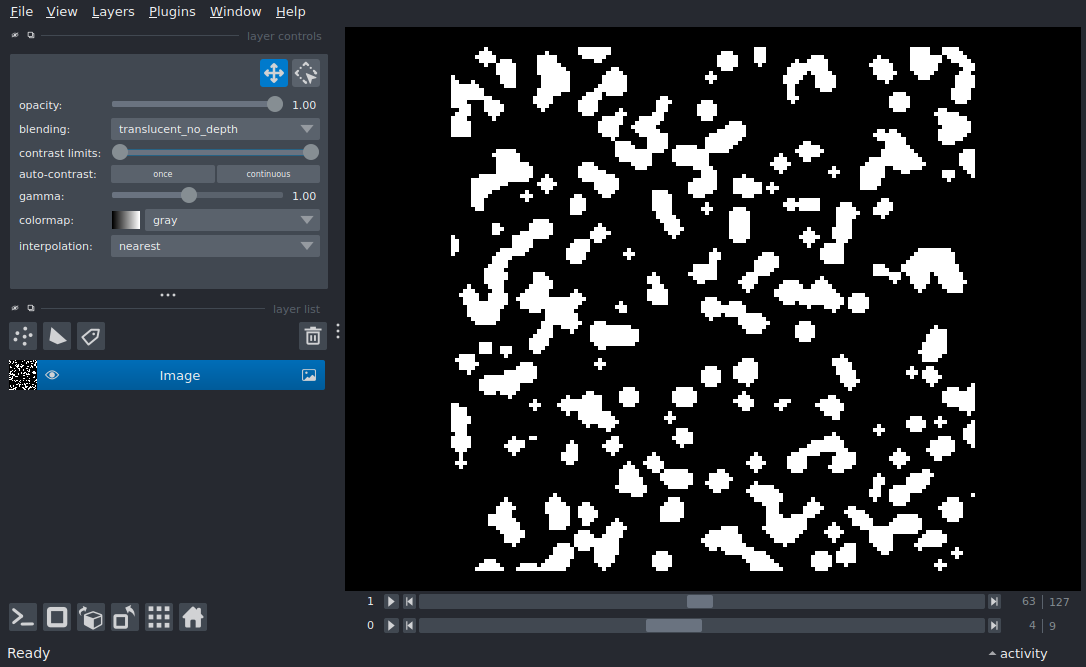 File View Layers Plugins Window Help
layer controls
opacity: 1.00
blending: translucent_no_depth
contrast limits:
auto-contrast: once continuous
gamma: 1.00
colormap: gray
interpolation: nearest
layer list
Image
1 63 127
0 4 9
Ready activity